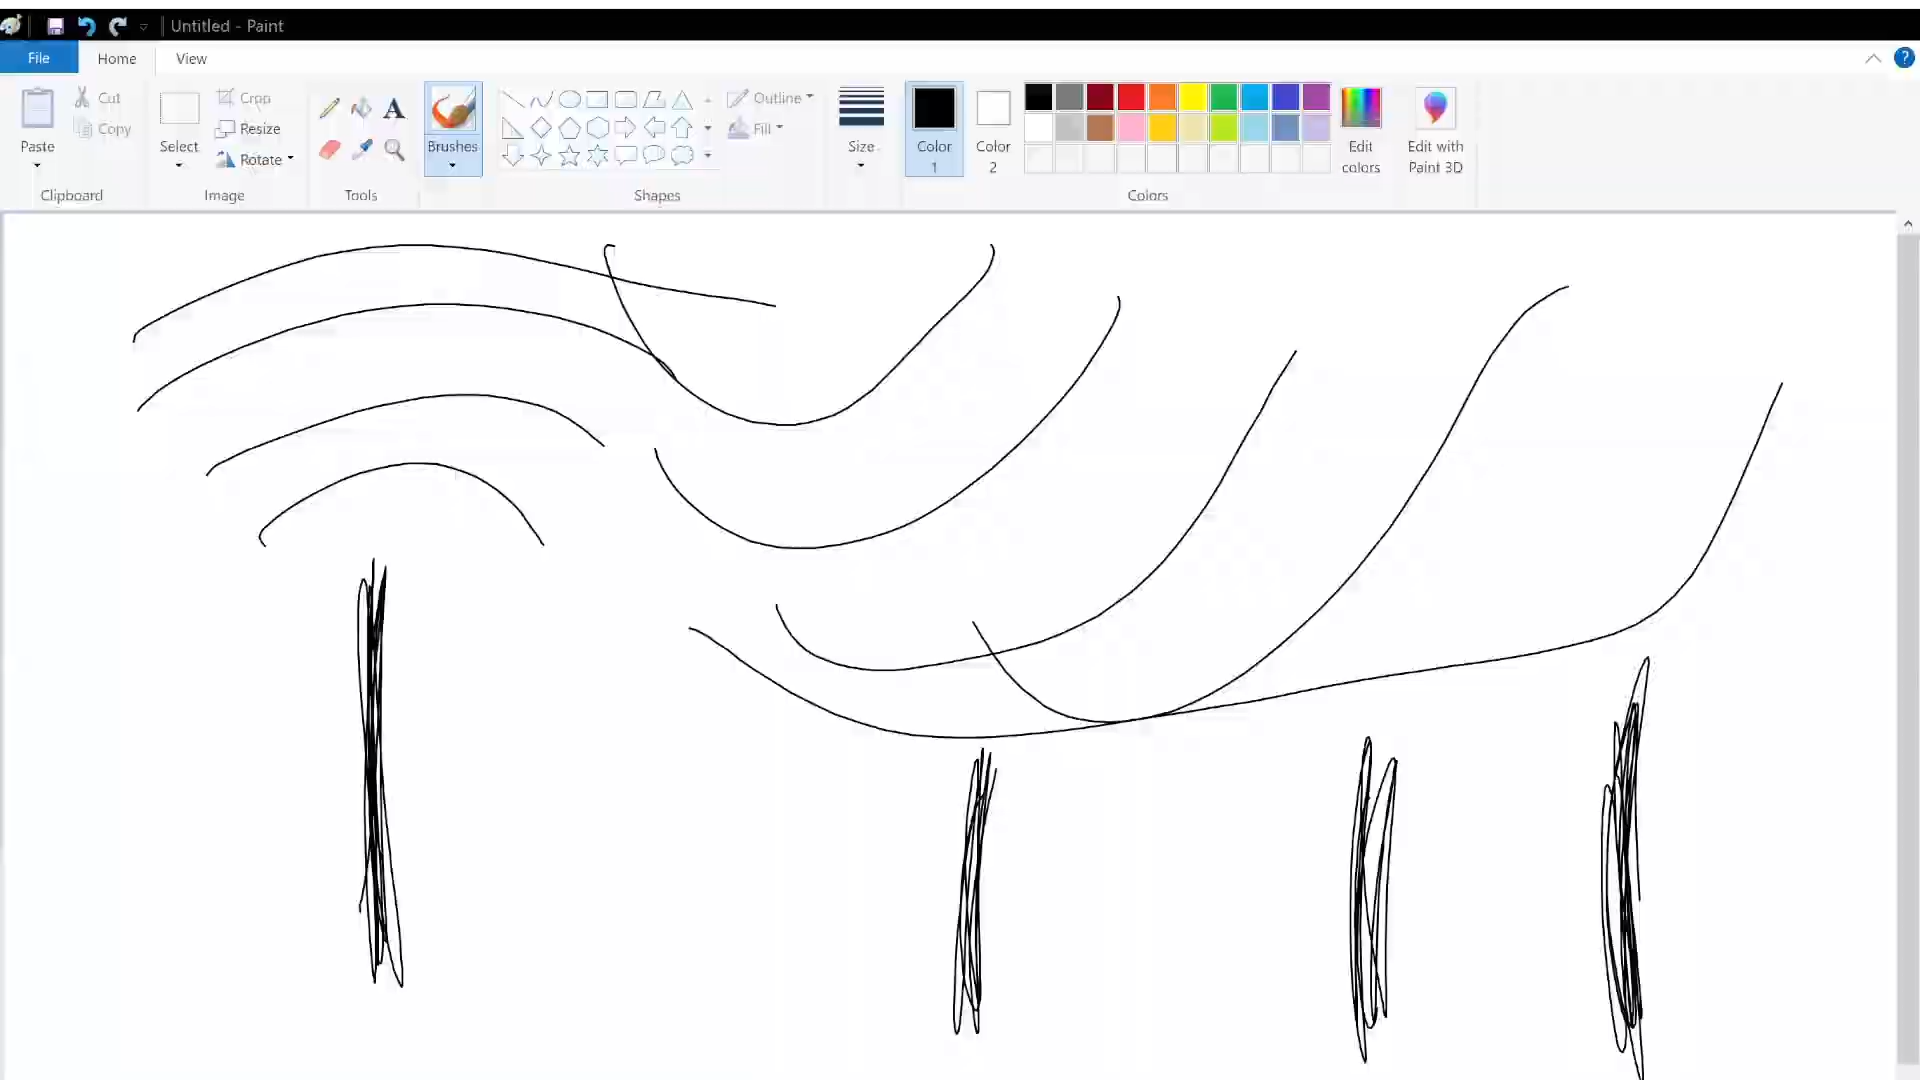 Untitled - Paint
File Home View
Paste
Cut
Copy
Clipboard
Select
Crop
Resize
Rotate
Image
A
Tools
Brushes
Outline
Fill
Shapes
Size
Color
1
Color
2
Edit
colors
Colors
Edit with
Paint 3D
?